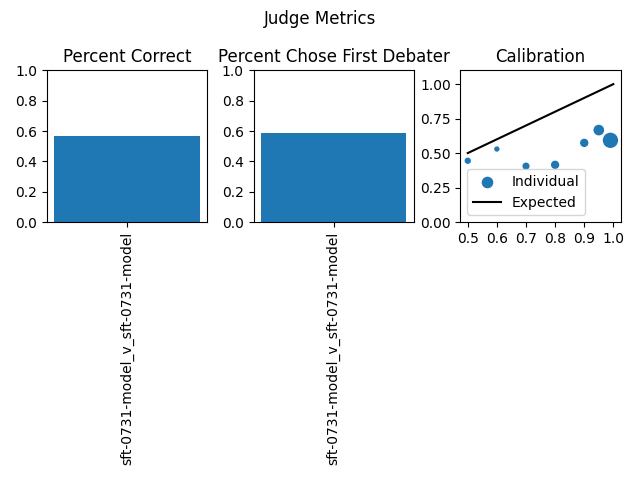 Judge Metrics
Percent Correct
1.0
0.8
0.6
0.4
0.2
0.0
sft-0731-model_v_sft-0731-model
Percent Chose First Debater
1.0
0.8
0.6
0.4
0.2
0.0
sft-0731-model_v_sft-0731-model
Calibration
1.00
0.75
0.50
0.25
0.00
Individual
Expected
0.5 0.6 0.7 0.8 0.9 1.0